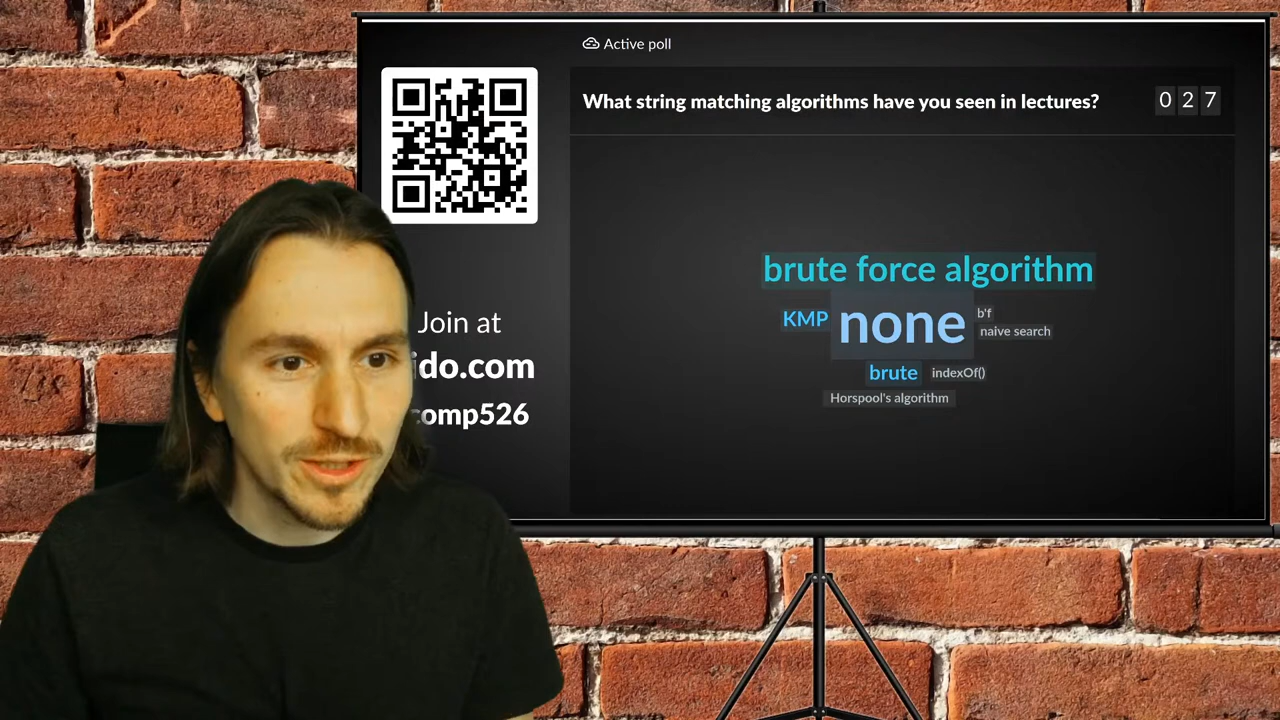 Active poll
What string matching algorithms have you seen in lectures?
0 2 7
brute force algorithm
KMP
none
b'f
naive search
brute
indexOf()
Horspool's algorithm
Join at
ido.com
comp526